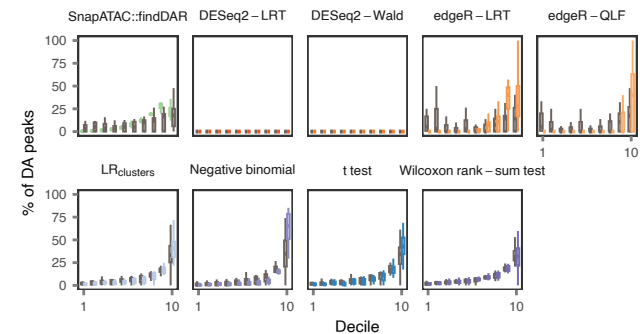 SnapATAC::findDAR DESeq2 – LRT DESeq2 – Wald edgeR – LRT edgeR – QLF
100
75
50
25
0
1 10
LRclusters Negative binomial t test Wilcoxon rank – sum test
100
75
50
25
0
1 10 1 10 1 10 1 10
% of DA peaks
Decile